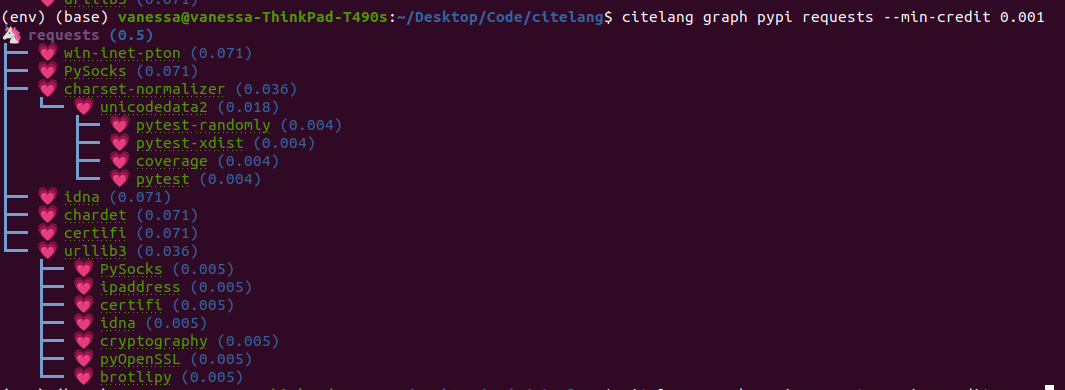 (env) (base) vanessa@vanessa-ThinkPad-T490s:~/Desktop/Code/citelang$ citelang graph pypi requests --min-credit 0.001
requests (0.5)
win-inet-pton (0.071)
PySocks (0.071)
charset-normalizer (0.036)
unicodedata2 (0.018)
pytest-randomly (0.004)
pytest-xdist (0.004)
coverage (0.004)
pytest (0.004)
idna (0.071)
chardet (0.071)
certifi (0.071)
urllib3 (0.036)
PySocks (0.005)
ipaddress (0.005)
certifi (0.005)
idna (0.005)
cryptography (0.005)
pyOpenSSL (0.005)
brotlipy (0.005)